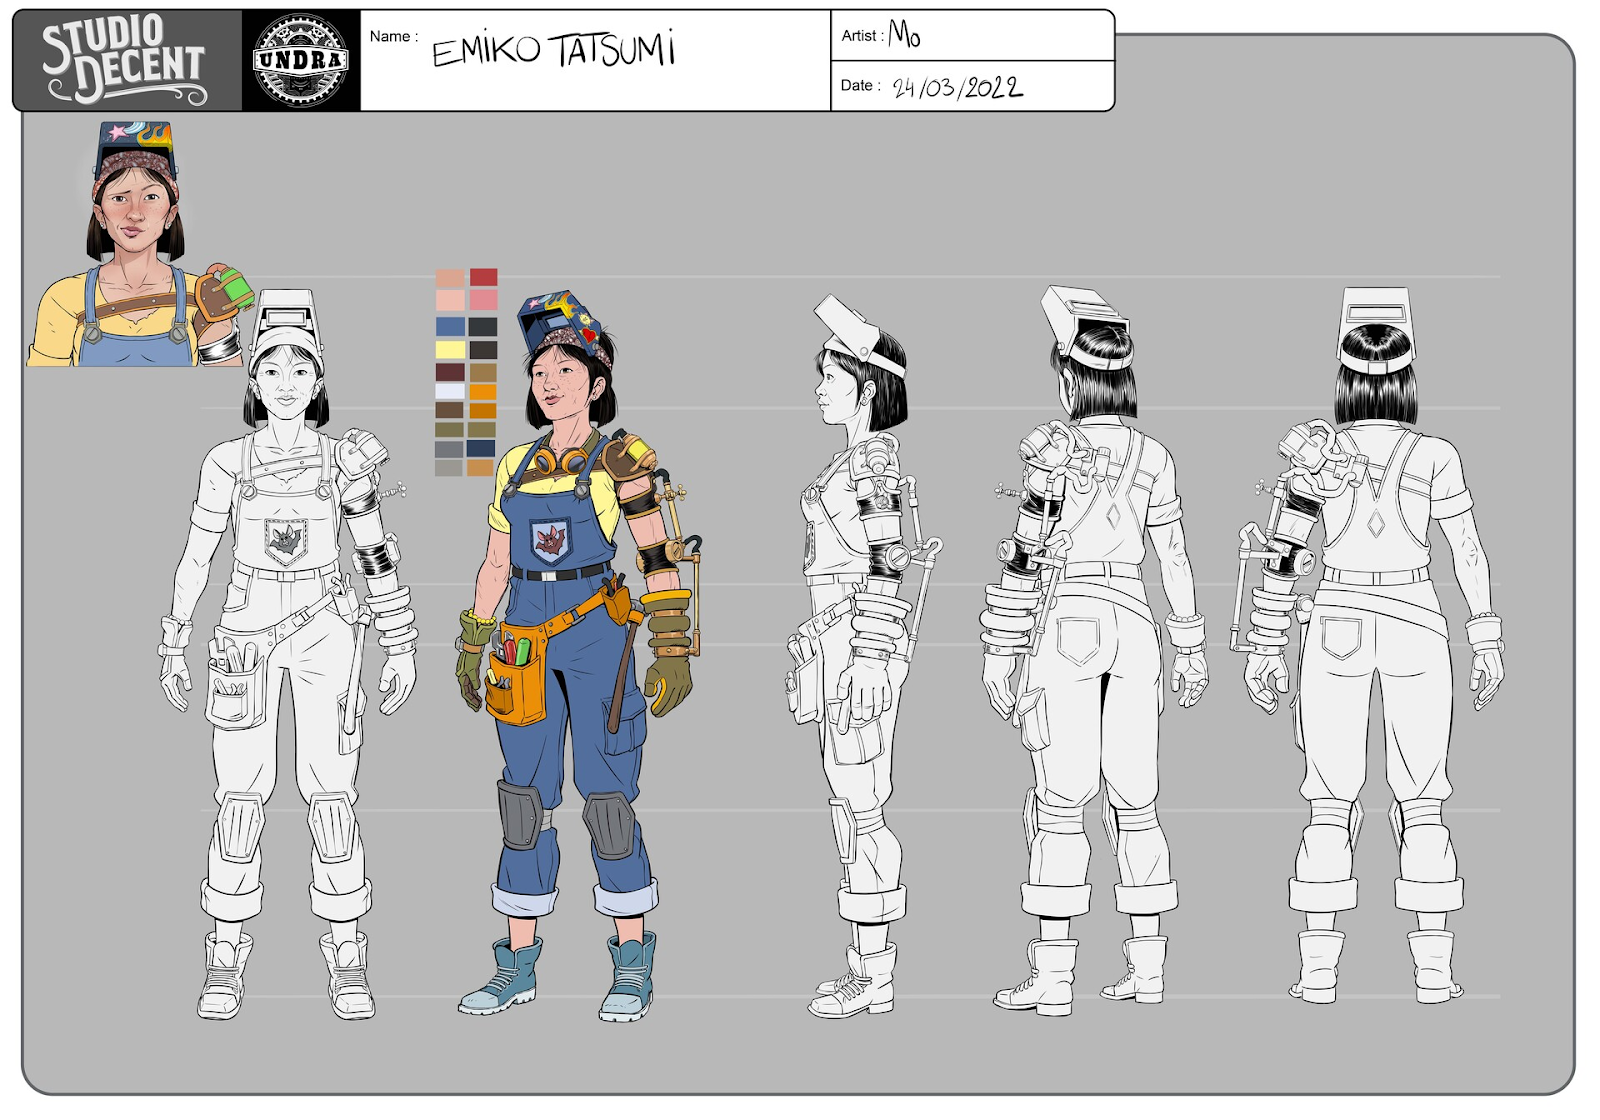 STUDIO
DECENT
UNDRA
Name :
EMIKO TATSUMI
Artist : Mo
Date : 24/03/2022